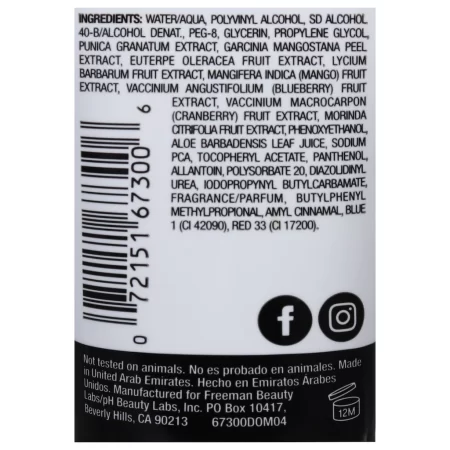 INGREDIENTS: WATER/AQUA, POLYVINYL ALCOHOL, SD ALCOHOL
40-B/ALCOHOL DENAT., PEG-8, GLYCERIN, PROPYLENE GLYCOL,
PUNICA GRANATUM EXTRACT, GARCINIA MANGOSTANA PEEL
EXTRACT, EUTERPE OLERACEA FRUIT EXTRACT, LYCIUM
BARBARUM FRUIT EXTRACT, MANGIFERA INDICA (MANGO) FRUIT
EXTRACT, VACCINIUM ANGUSTIFOLIUM (BLUEBERRY) FRUIT
EXTRACT, VACCINIUM MACROCARPON
(CRANBERRY) FRUIT EXTRACT, MORINDA
CITRIFOLIA FRUIT EXTRACT, PHENOXYETHANOL,
ALOE BARBADENSIS LEAF JUICE, SODIUM
PCA, TOCOPHERYL ACETATE, PANTHENOL,
ALLANTOIN, POLYSORBATE 20, DIAZOLIDINYL
UREA, IODOPROPYNYL BUTYLCARBAMATE,
FRAGRANCE/PARFUM, BUTYLPHENYL
METHYLPROPIONAL, AMYL CINNAMAL, BLUE
1 (CI 42090), RED 33 (CI 17200).
0 72151 67300 6
Not tested on animals. No es probado en animales. Made
in United Arab Emirates. Hecho en Emiratos Árabes
Unidos. Manufactured for Freeman Beauty
Labs/pH Beauty Labs, Inc. PO Box 10417,
Beverly Hills, CA 90213 67300D0M04
12M